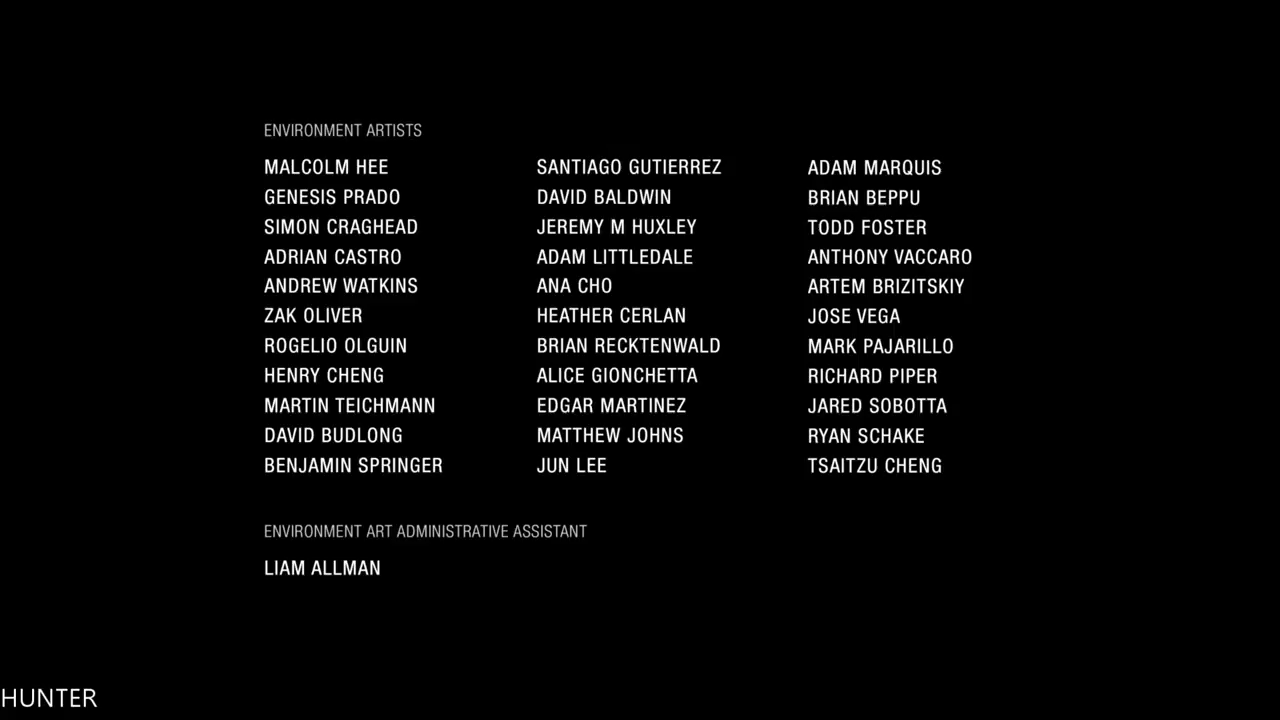 ENVIRONMENT ARTISTS
MALCOLM HEE SANTIAGO GUTIERREZ ADAM MARQUIS
GENESIS PRADO DAVID BALDWIN BRIAN BEPPU
SIMON CRAGHEAD JEREMY M HUXLEY TODD FOSTER
ADRIAN CASTRO ADAM LITTLEDALE ANTHONY VACCARO
ANDREW WATKINS ANA CHO ARTEM BRIZITSKIY
ZAK OLIVER HEATHER CERLAN JOSE VEGA
ROGELIO OLGUIN BRIAN RECKTENWALD MARK PAJARILLO
HENRY CHENG ALICE GIONCHETTA RICHARD PIPER
MARTIN TEICHMANN EDGAR MARTINEZ JARED SOBOTTA
DAVID BUDLONG MATTHEW JOHNS RYAN SCHAKE
BENJAMIN SPRINGER JUN LEE TSAITZU CHENG
ENVIRONMENT ART ADMINISTRATIVE ASSISTANT
LIAM ALLMAN
HUNTER